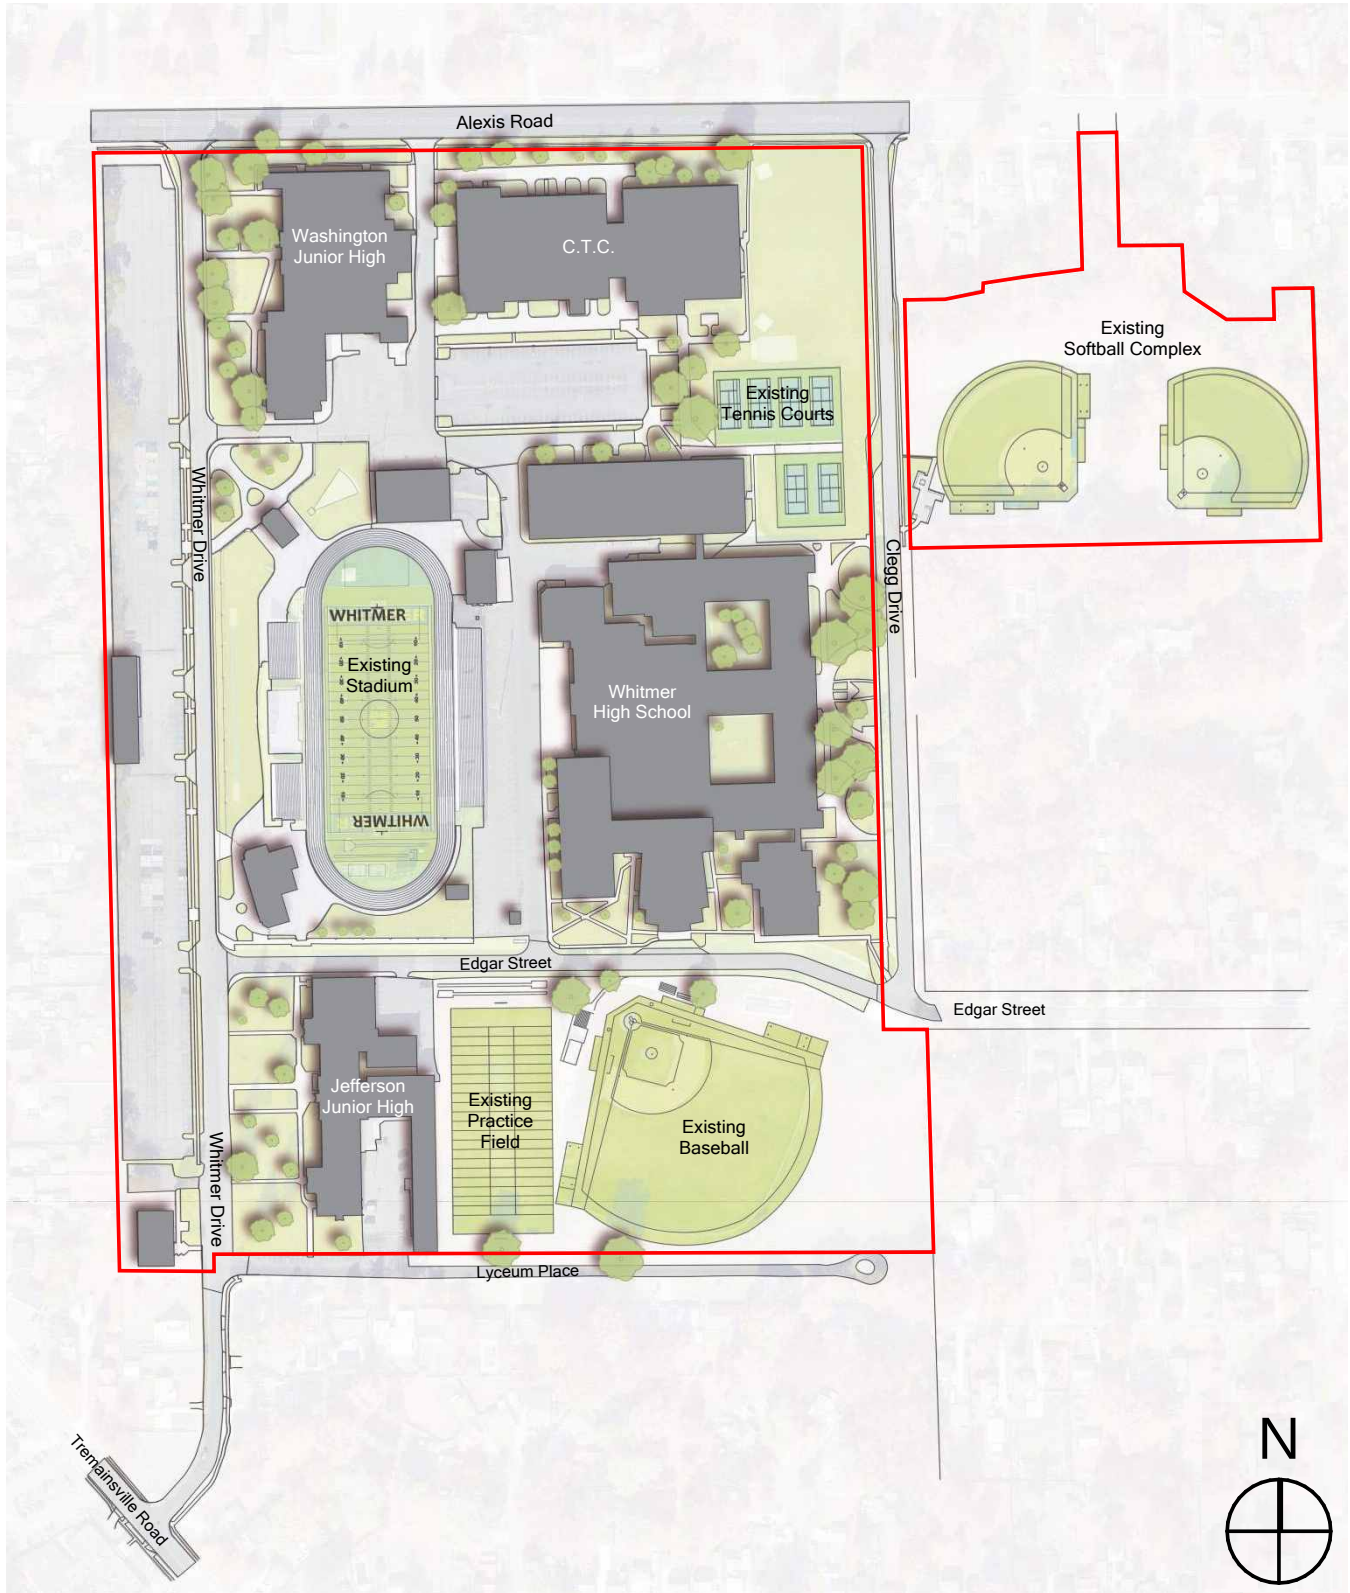 Alexis Road
Washington
Junior High
C.T.C.
Existing
Softball Complex
Existing
Tennis Courts
Whitmer Drive
Clegg Drive
WHITMER
Existing
Stadium
Whitmer
High School
WHITMER
Edgar Street
Edgar Street
Jefferson
Junior High
Existing
Practice
Field
Existing
Baseball
Whitmer Drive
Lyceum Place
Tremainsville Road
N